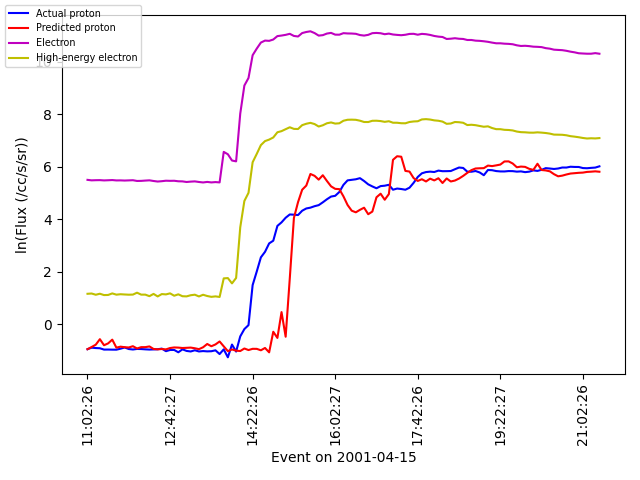 Actual proton
Predicted proton
Electron
High-energy electron
ln(Flux (/cc/s/sr))
10
8
6
4
2
0
11:02:26
12:42:27
14:22:26
16:02:27
17:42:26
19:22:27
21:02:26
Event on 2001-04-15